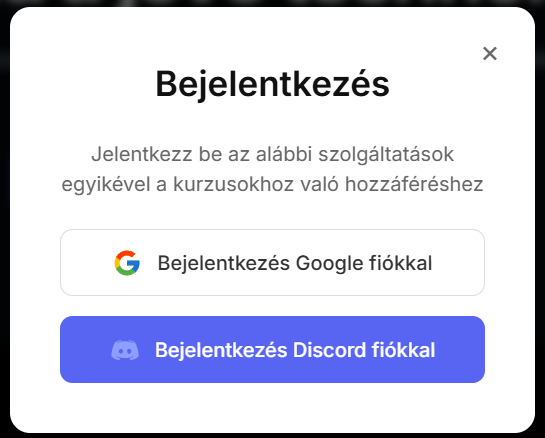 Bejelentkezés
Jelentkezz be az alábbi szolgáltatások
egyikével a kurzusokhoz való hozzáféréshez
Bejelentkezés Google fiókkal
Bejelentkezés Discord fiókkal